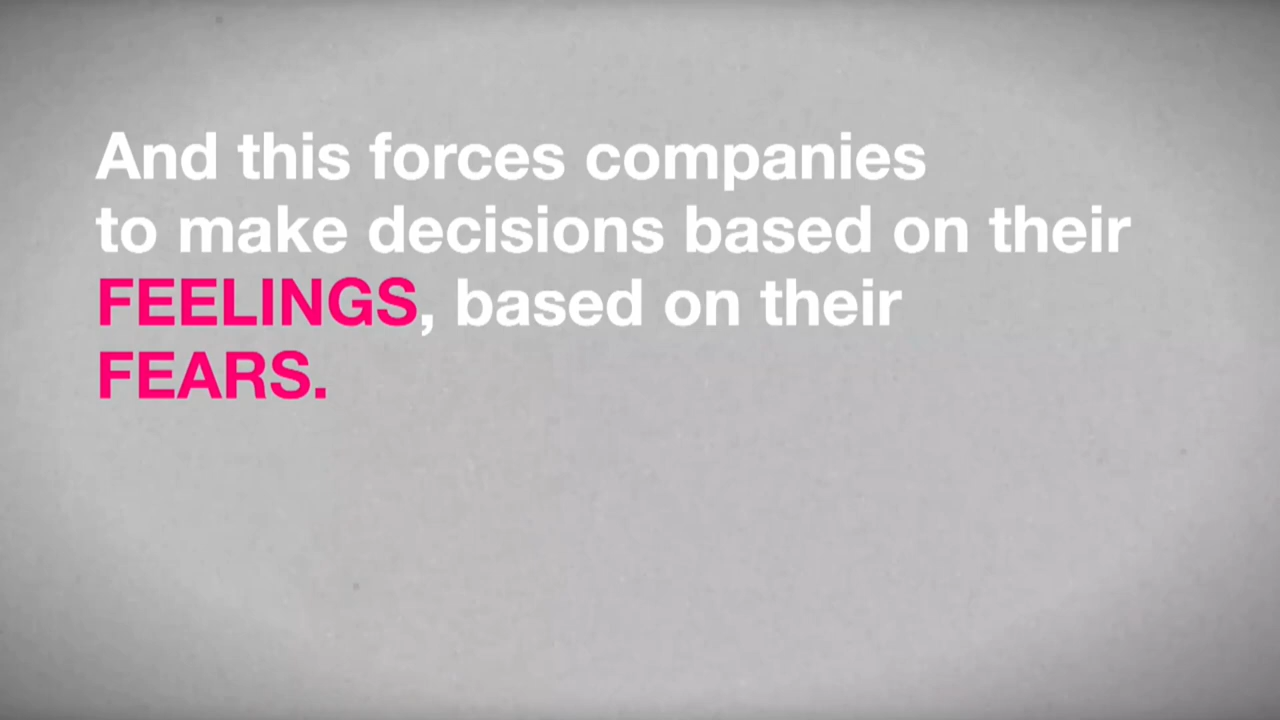 And this forces companies
to make decisions based on their
FEELINGS, based on their
FEARS.